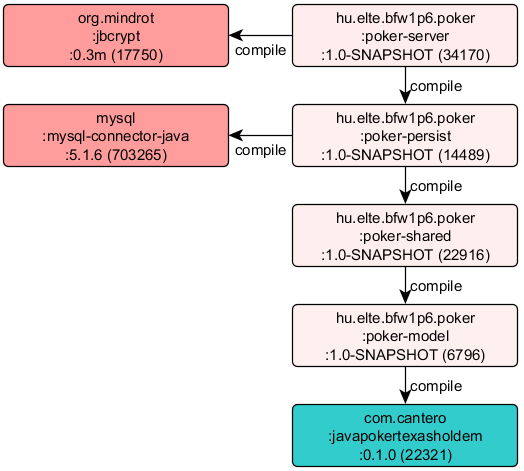 org.mindrot
:jbcrypt
:0.3m (17750)
compile
hu.elte.bfw1p6.poker
:poker-server
:1.0-SNAPSHOT (34170)
compile
mysql
:mysql-connector-java
:5.1.6 (703265)
compile
hu.elte.bfw1p6.poker
:poker-persist
:1.0-SNAPSHOT (14489)
compile
hu.elte.bfw1p6.poker
:poker-shared
:1.0-SNAPSHOT (22916)
compile
hu.elte.bfw1p6.poker
:poker-model
:1.0-SNAPSHOT (6796)
compile
com.cantero
:javapokertexasholdem
:0.1.0 (22321)